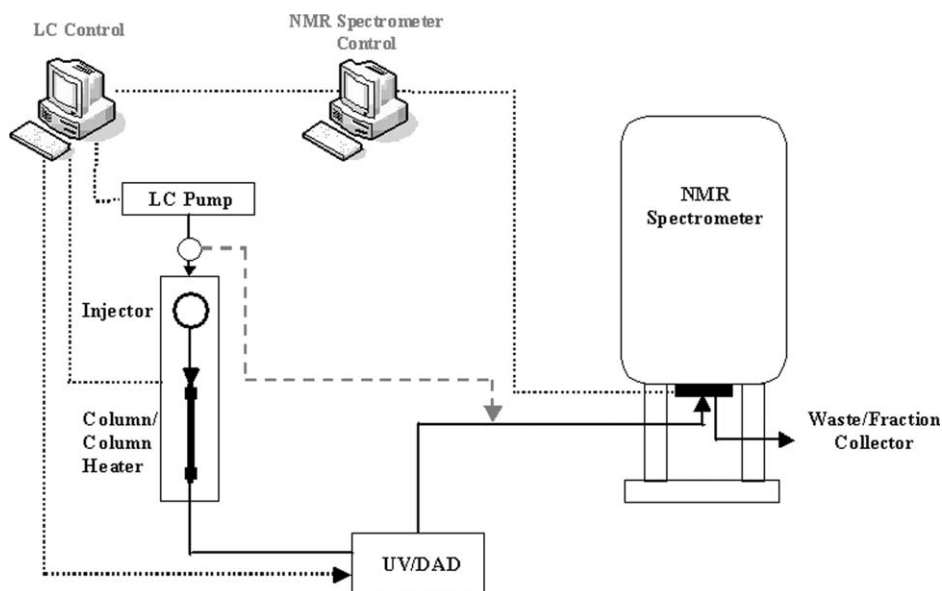 LC Control
NMR Spectrometer
Control
LC Pump
NMR
Spectrometer
Injector
Column/
Column
Heater
Waste/Fraction
Collector
UV/DAD